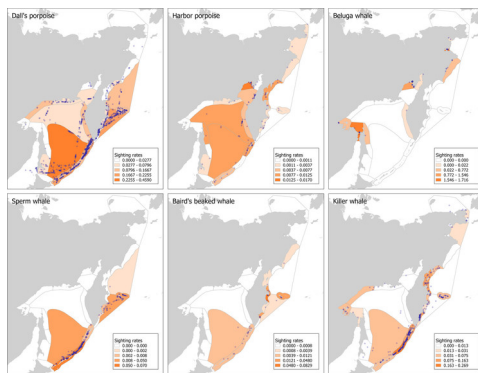 Dall's porpoise
Sighting rates
0.0000 - 0.0277
0.0277 - 0.0796
0.0796 - 0.1667
0.1667 - 0.2255
0.2255 - 0.4590
Harbor porpoise
Sighting rates
0.0000 - 0.0011
0.0011 - 0.0037
0.0037 - 0.0077
0.0077 - 0.0125
0.0125 - 0.0170
Beluga whale
Sighting rates
0.000 - 0.000
0.000 - 0.022
0.022 - 0.772
0.772 - 1.546
1.546 - 1.716
Sperm whale
Sighting rates
0.000 - 0.000
0.000 - 0.002
0.002 - 0.008
0.008 - 0.050
0.050 - 0.070
Baird's beaked whale
Sighting rates
0.0000 - 0.0008
0.0008 - 0.0039
0.0039 - 0.0121
0.0121 - 0.0480
0.0480 - 0.0829
Killer whale
Sighting rates
0.000 - 0.013
0.013 - 0.031
0.031 - 0.075
0.075 - 0.163
0.163 - 0.269